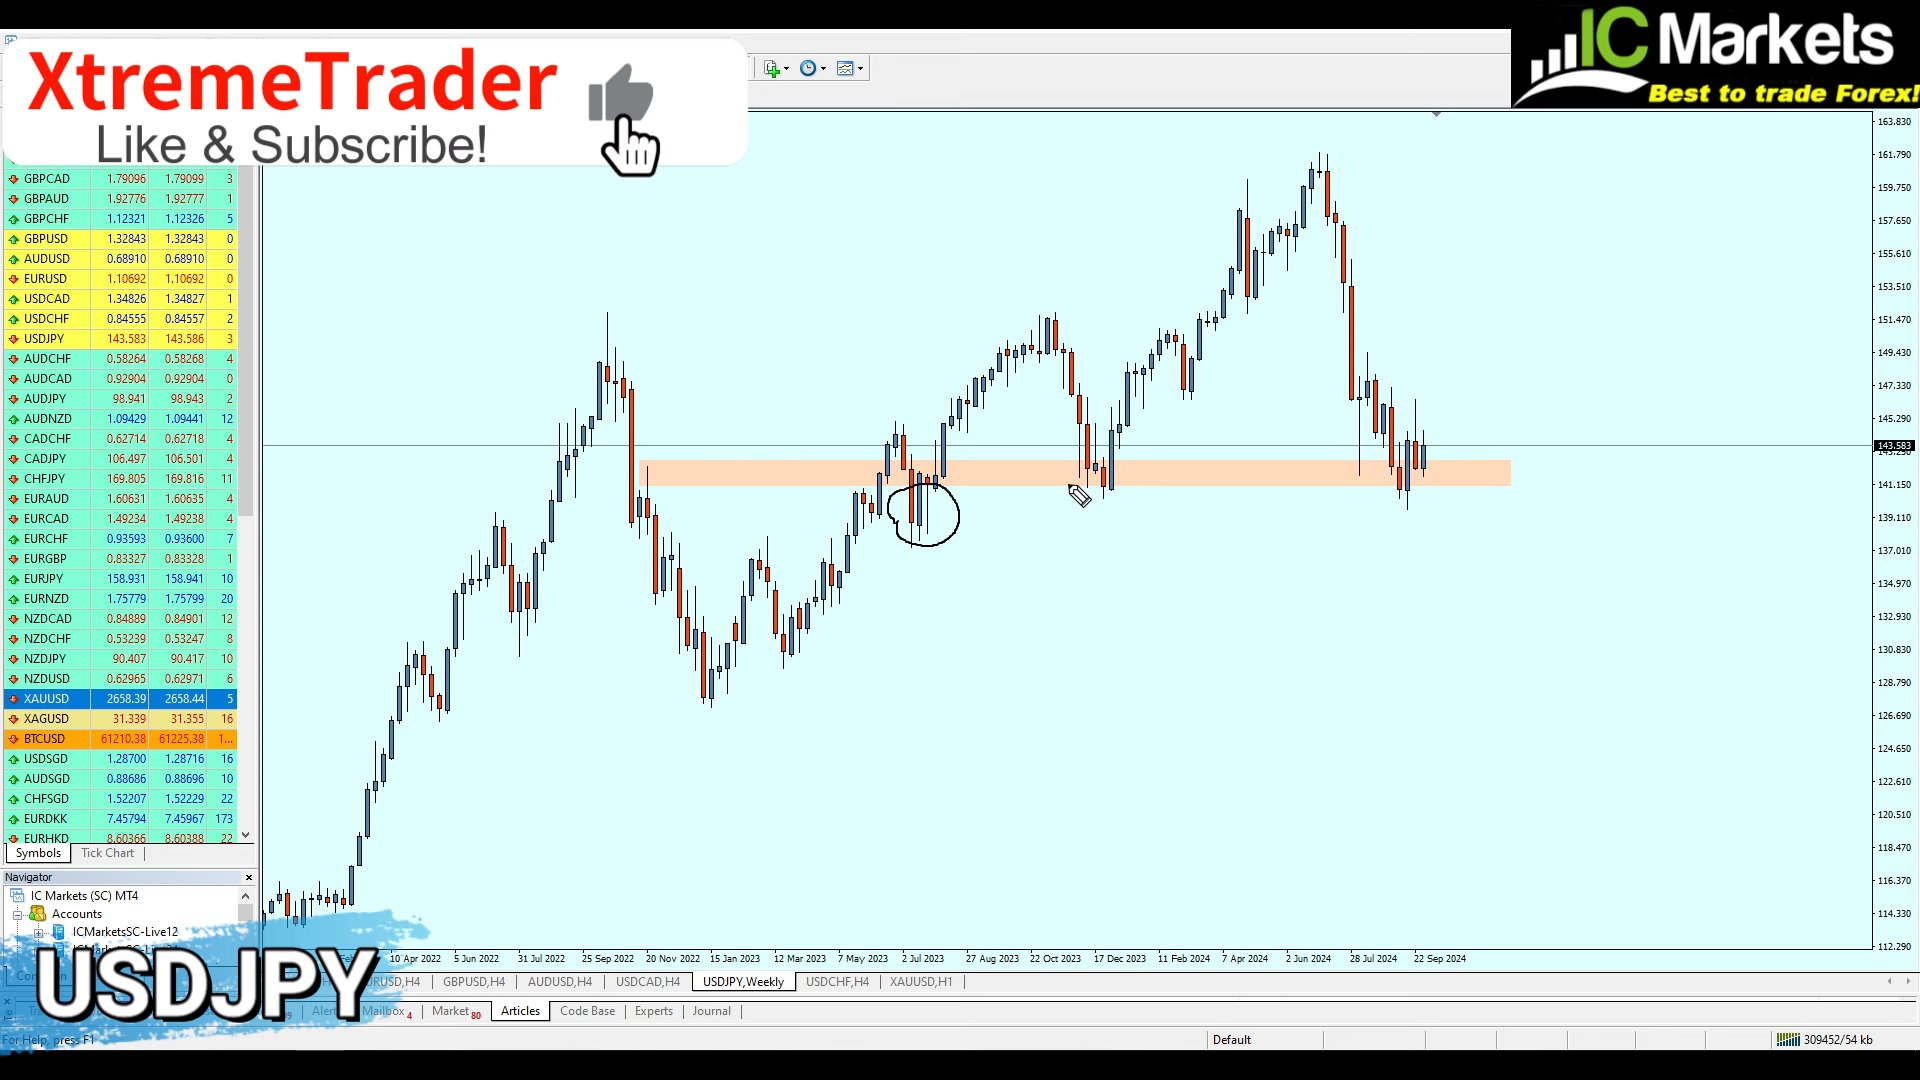 XtremeTrader
Like & Subscribe!
IC Markets
Best to trade Forex!
GBPCAD 1.79096 1.79099 3
GBPAUD 1.92776 1.92777 1
GBPCHF 1.12321 1.12326 5
GBPUSD 1.32843 1.32843 0
AUDUSD 0.68910 0.68910 0
EURUSD 1.10692 1.10692 0
USDCAD 1.34826 1.34827 1
USDCHF 0.84555 0.84557 2
USDJPY 143.583 143.586 3
AUDCHF 0.58264 0.58268 4
AUDCAD 0.92904 0.92904 0
AUDJPY 98.941 98.943 2
AUDNZD 1.09429 1.09441 12
CADCHF 0.62714 0.62718 4
CADJPY 106.497 106.501 4
CHFJPY 169.805 169.816 11
EURAUD 1.60631 1.60635 4
EURCAD 1.49234 1.49238 4
EURCHF 0.93593 0.93600 7
EURGBP 0.83327 0.83328 1
EURJPY 158.931 158.941 10
EURNZD 1.75779 1.75799 20
NZDCAD 0.84889 0.84901 12
NZDCHF 0.53239 0.53247 8
NZDJPY 90.407 90.417 10
NZDUSD 0.62965 0.62971 6
XAUUSD 2658.39 2658.44 5
XAGUSD 31.339 31.355 16
BTCUSD 61210.38 61225.38 1...
USDSGD 1.28700 1.28716 16
AUDSGD 0.88686 0.88696 10
CHFSGD 1.52207 1.52229 22
EURDKK 7.45794 7.45967 173
EURHKD 8.60366 8.60388 22
Symbols Tick Chart
Navigator
IC Markets (SC) MT4
Accounts
ICMarketsSC-Live12
USDJPY
163.830
161.790
159.750
157.650
155.610
153.510
151.470
149.430
147.330
145.290
143.583
143.250
141.150
139.110
137.010
134.970
132.930
130.830
128.790
126.690
124.650
122.610
120.510
118.470
116.370
114.330
112.290
10 Apr 2022 5 Jun 2022 31 Jul 2022 25 Sep 2022 20 Nov 2022 15 Jan 2023 12 Mar 2023 7 May 2023 2 Jul 2023 27 Aug 2023 22 Oct 2023 17 Dec 2023 11 Feb 2024 7 Apr 2024 2 Jun 2024 28 Jul 2024 22 Sep 2024
GBPUSD,H4 AUDUSD,H4 USDCAD,H4 USDJPY,Weekly USDCHF,H4 XAUUSD,H1
Mailbox 4 Market 80 Articles Code Base Experts Journal
For Help, press F1 Default 309452/54 kb